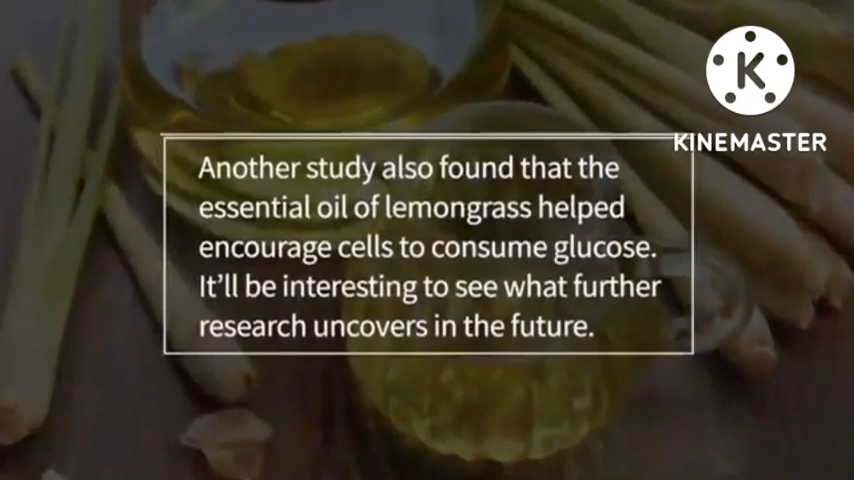 KINEMASTER
Another study also found that the
essential oil of lemongrass helped
encourage cells to consume glucose.
It'll be interesting to see what further
research uncovers in the future.